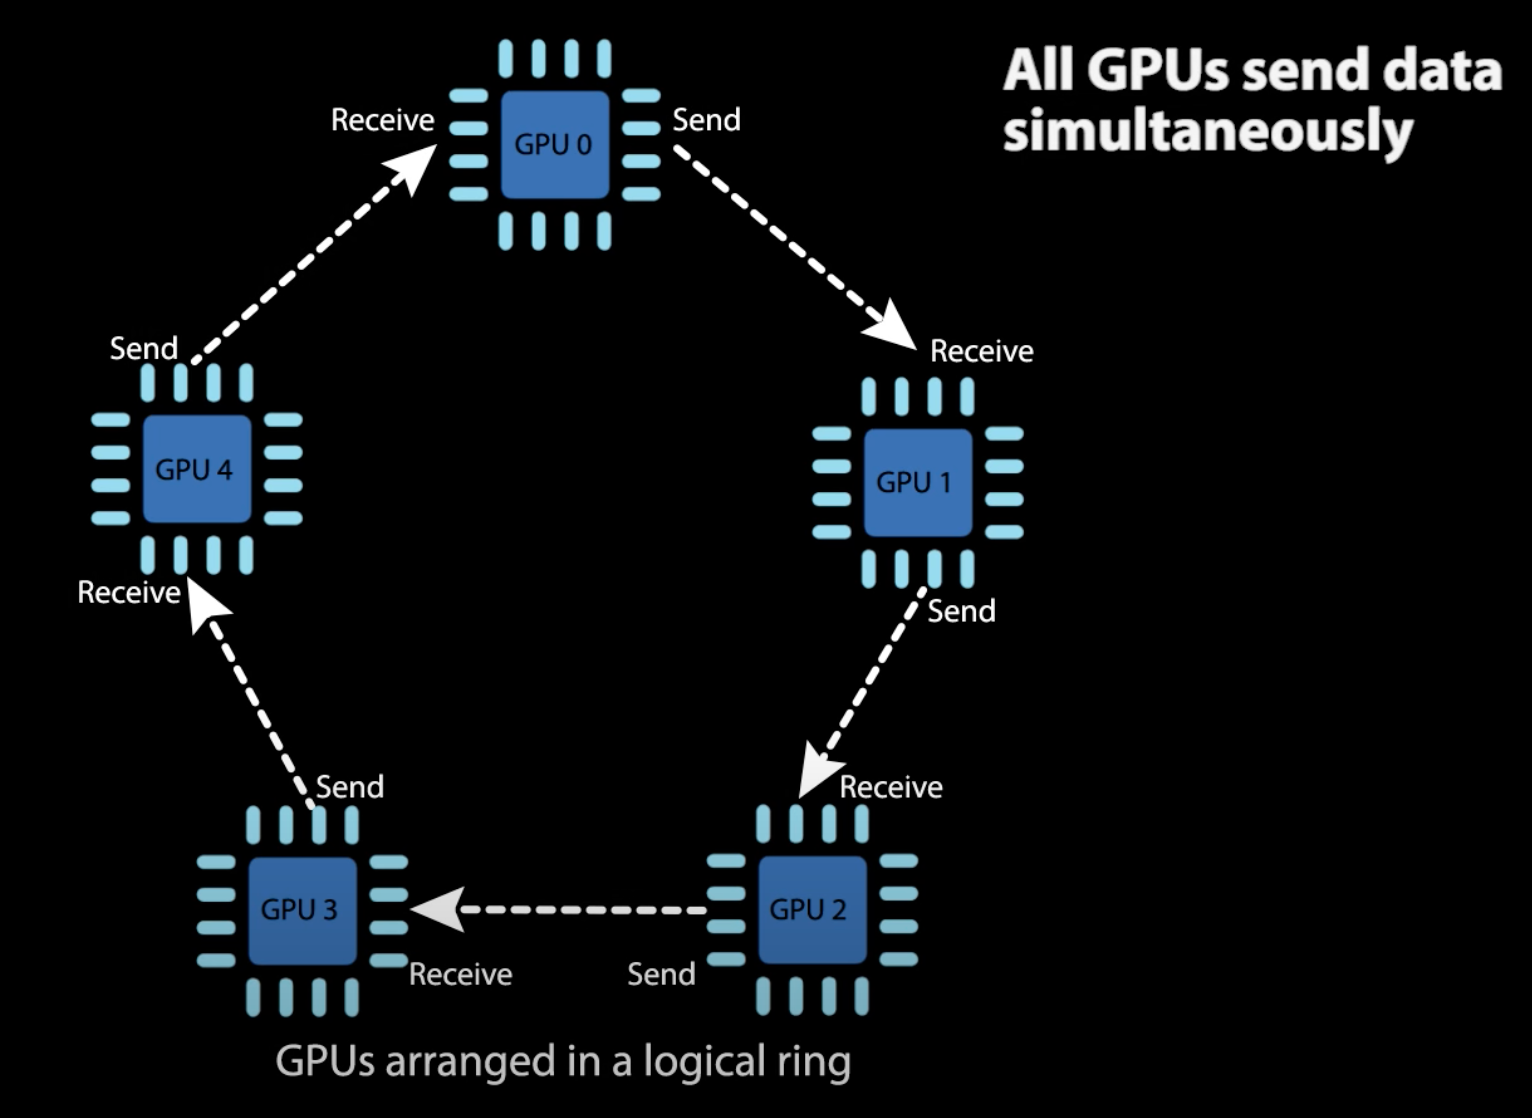 All GPUs send data
simultaneously
Receive
GPU 0
Send
Send
Receive
GPU 4
GPU 1
Receive
Send
Send
Receive
GPU 3
GPU 2
Receive
Send
GPUs arranged in a logical ring